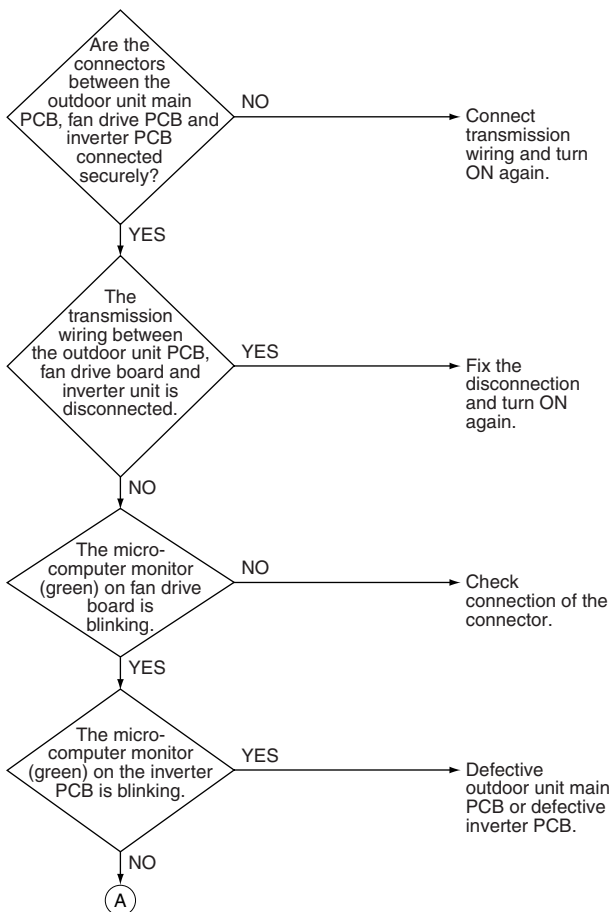 Are the
connectors
between the
outdoor unit main
PCB, fan drive PCB and
inverter PCB
connected
securely?
NO
Connect
transmission
wiring and turn
ON again.
YES
The
transmission
wiring between
the outdoor unit PCB,
fan drive board and
inverter unit is
disconnected.
YES
Fix the
disconnection
and turn ON
again.
NO
The micro-
computer monitor
(green) on fan drive
board is
blinking.
NO
Check
connection of the
connector.
YES
The micro-
computer monitor
(green) on the inverter
PCB is blinking.
YES
Defective
outdoor unit main
PCB or defective
inverter PCB.
NO
A